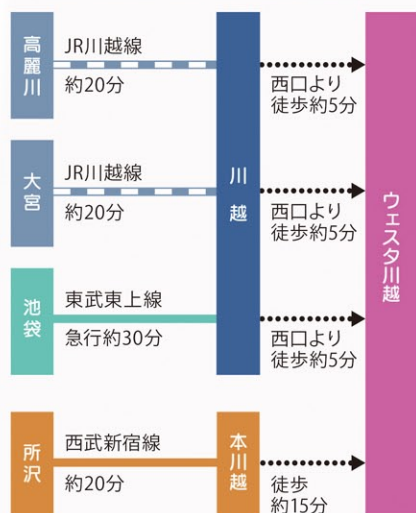 高麗川
JR川越線
約20分
西口より
徒歩約5分
大宮
JR川越線
約20分
川越
西口より
徒歩約5分
池袋
東武東上線
急行約30分
西口より
徒歩約5分
所沢
西武新宿線
約20分
本川越
徒歩
約15分
ウェスタ川越